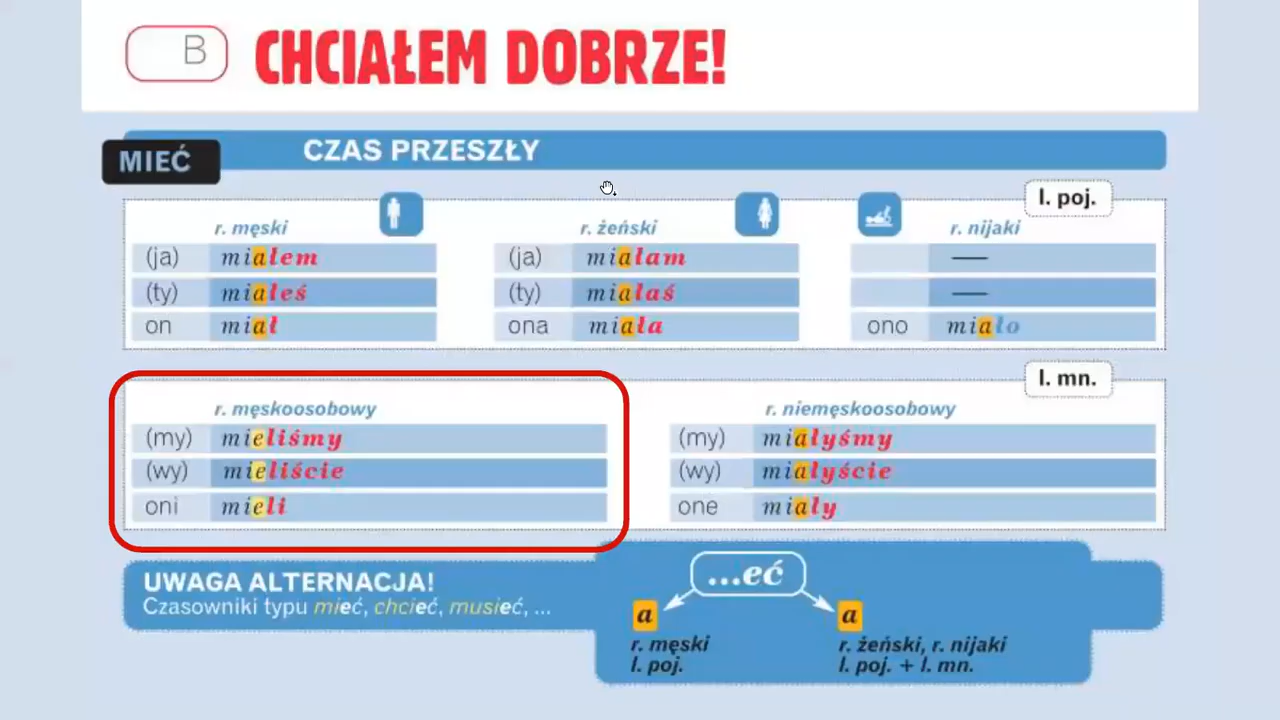 B CHCIAŁEM DOBRZE!
MIEĆ CZAS PRZESZŁY
l. poj.
r. męski r. żeński r. nijaki
(ja) miałem (ja) miałam —
(ty) miałeś (ty) miałaś —
on miał ona miała ono miało
l. mn.
r. męskoosobowy r. niemęskoosobowy
(my) mieliśmy (my) miałyśmy
(wy) mieliście (wy) miałyście
oni mieli one miały
...eć
UWAGA ALTERNACJA!
Czasowniki typu mieć, chcieć, musieć, ...
a a
r. męski r. żeński, r. nijaki
l. poj. l. poj. + l. mn.